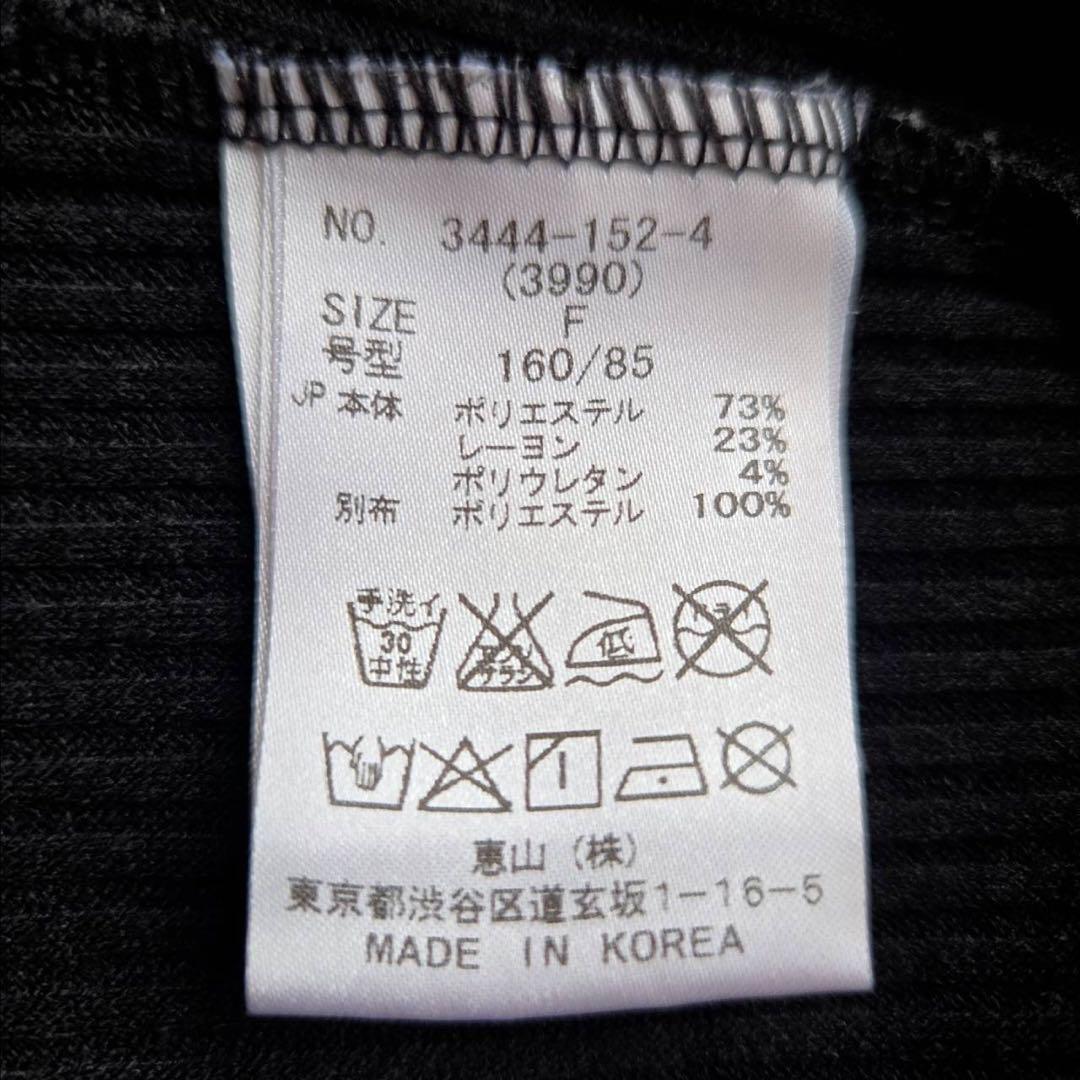 NO. 3444-152-4
(3990)
SIZE F
号型 160/85
JP 本体 ポリエステル 73%
レーヨン 23%
ポリウレタン 4%
別布 ポリエステル 100%
手洗イ
30
中性
低
恵山(株)
東京都渋谷区道玄坂1-16-5
MADE IN KOREA